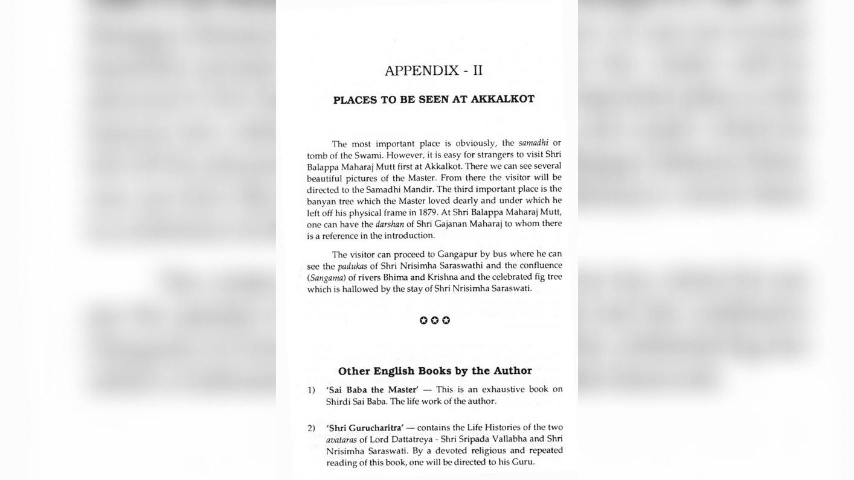 APPENDIX - II
PLACES TO BE SEEN AT AKKALKOT
The most important place is obviously, the samadhi or
tomb of the Swami. However, it is easy for strangers to visit Shri
Balappa Maharaj Mutt first at Akkalkot. There we can see several
beautiful pictures of the Master. From there the visitor will be
directed to the Samadhi Mandir. The third important place is the
banyan tree which the Master loved dearly and under which he
left off his physical frame in 1879. At Shri Balappa Maharaj Mutt,
one can have the darshan of Shri Gajanan Maharaj to whom there
is a reference in the introduction.
The visitor can proceed to Gangapur by bus where he can
see the padukas of Shri Nrisimha Saraswathi and the confluence
(Sangama) of rivers Bhima and Krishna and the celebrated fig tree
which is hallowed by the stay of Shri Nrisimha Saraswati.
✪✪✪
Other English Books by the Author
1) 'Sai Baba the Master' — This is an exhaustive book on
Shirdi Sai Baba. The life work of the author.
2) 'Shri Gurucharitra' — contains the Life Histories of the two
avataras of Lord Dattatreya - Shri Sripada Vallabha and Shri
Nrisimha Saraswati. By a devoted religious and repeated
reading of this book, one will be directed to his Guru.